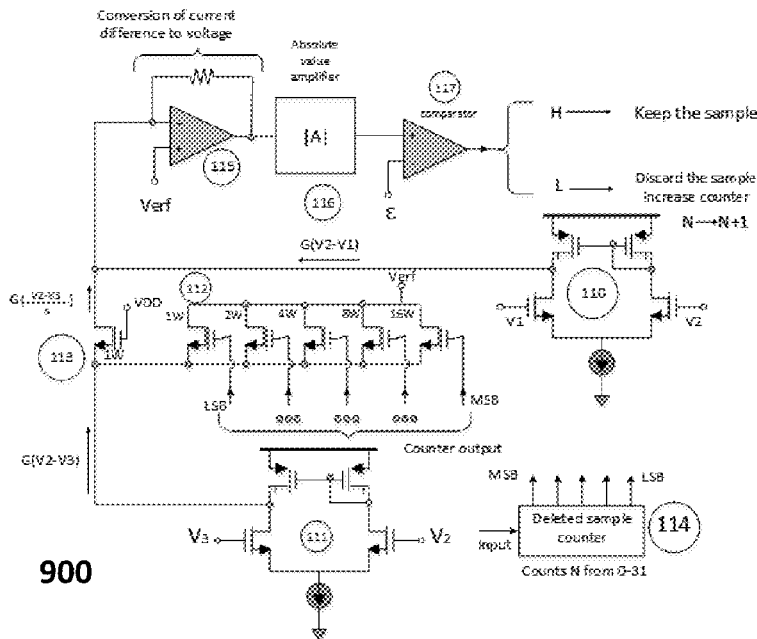 Conversion of current
difference to voltage
Absolute
value
amplifier
117
comparator
H
Keep the sample
115
|A|
Verf
116
ε
L
Discard the sample
increase counter
N→N+1
G(V2-V1)
112
Verf
110
VDD
1W
2W
4W
8W
16W
V1
V2
113
1W
LSB
MSB
Counter output
G(V2-V3)
MSB
LSB
V3
111
V2
Deleted sample
counter
114
Input
Counts N from 0-31
900